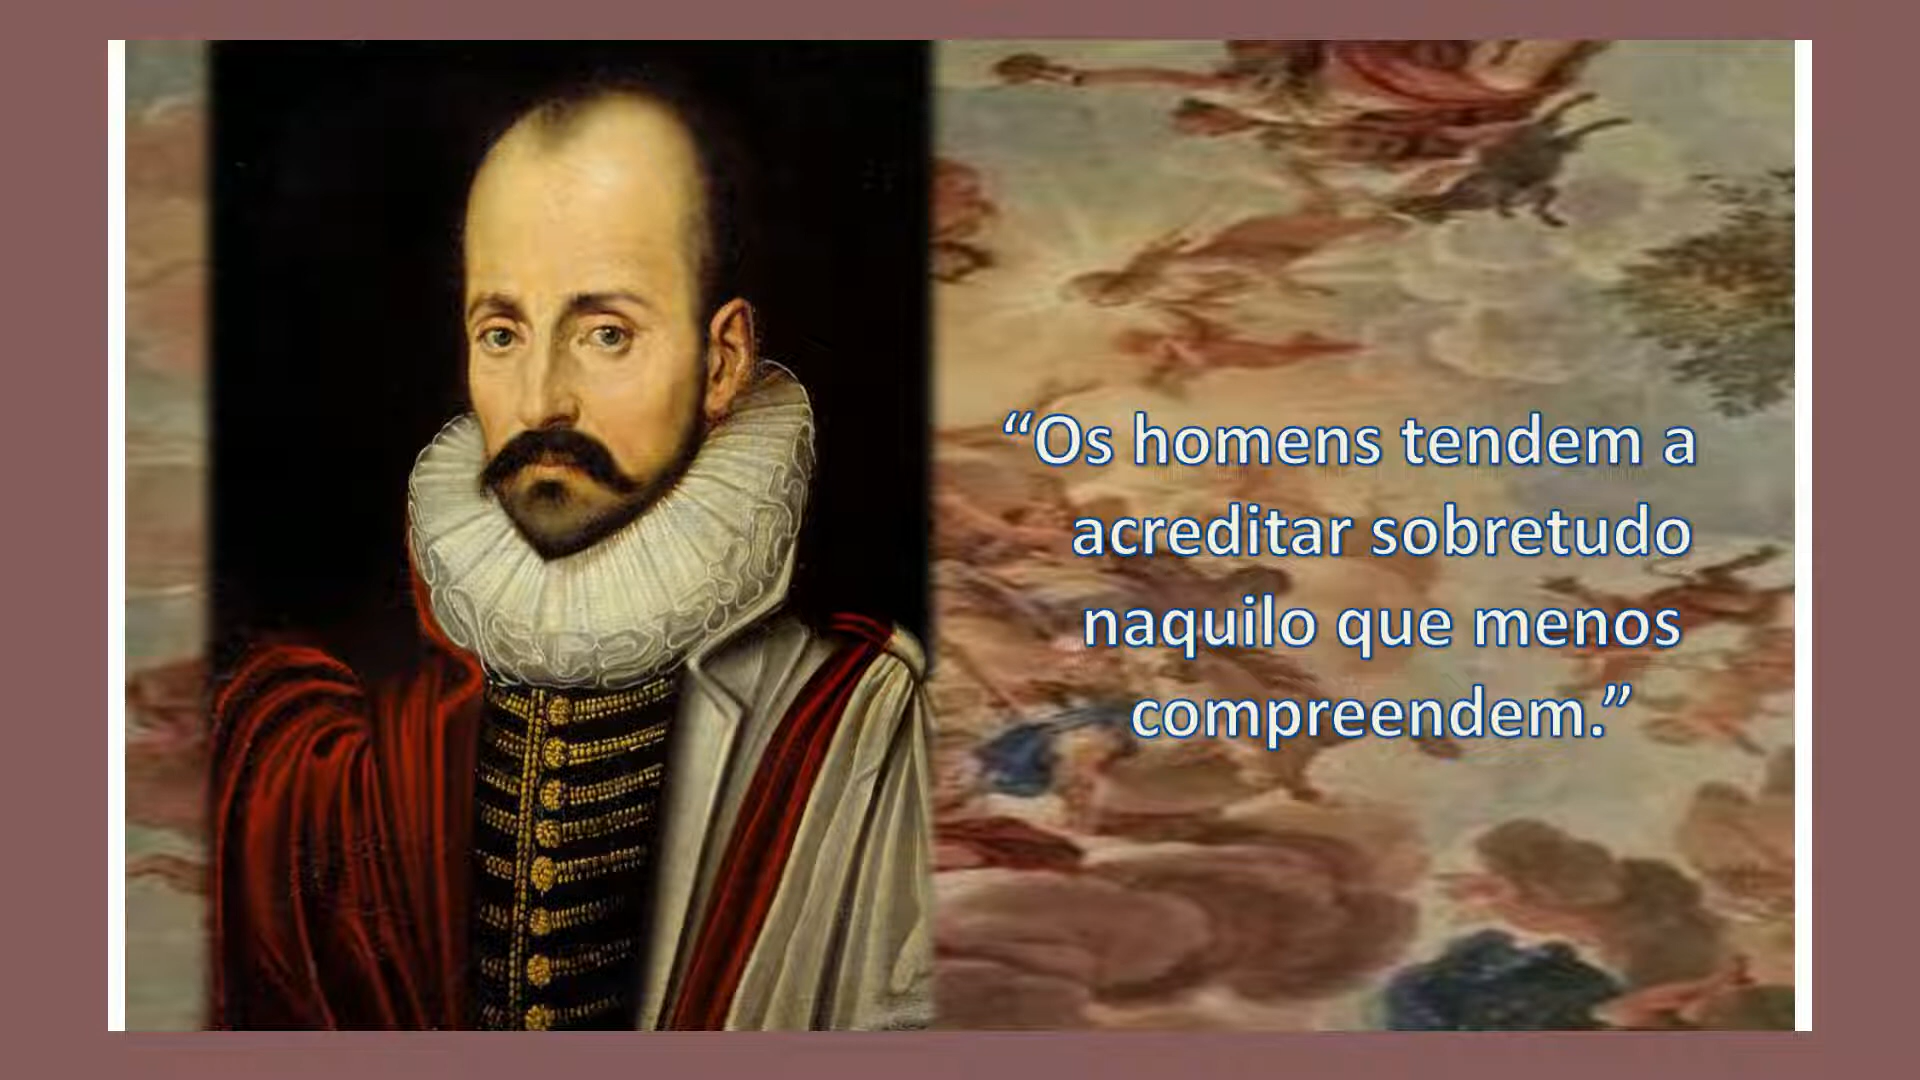 “Os homens tendem a
acreditar sobretudo
naquilo que menos
compreendem.”